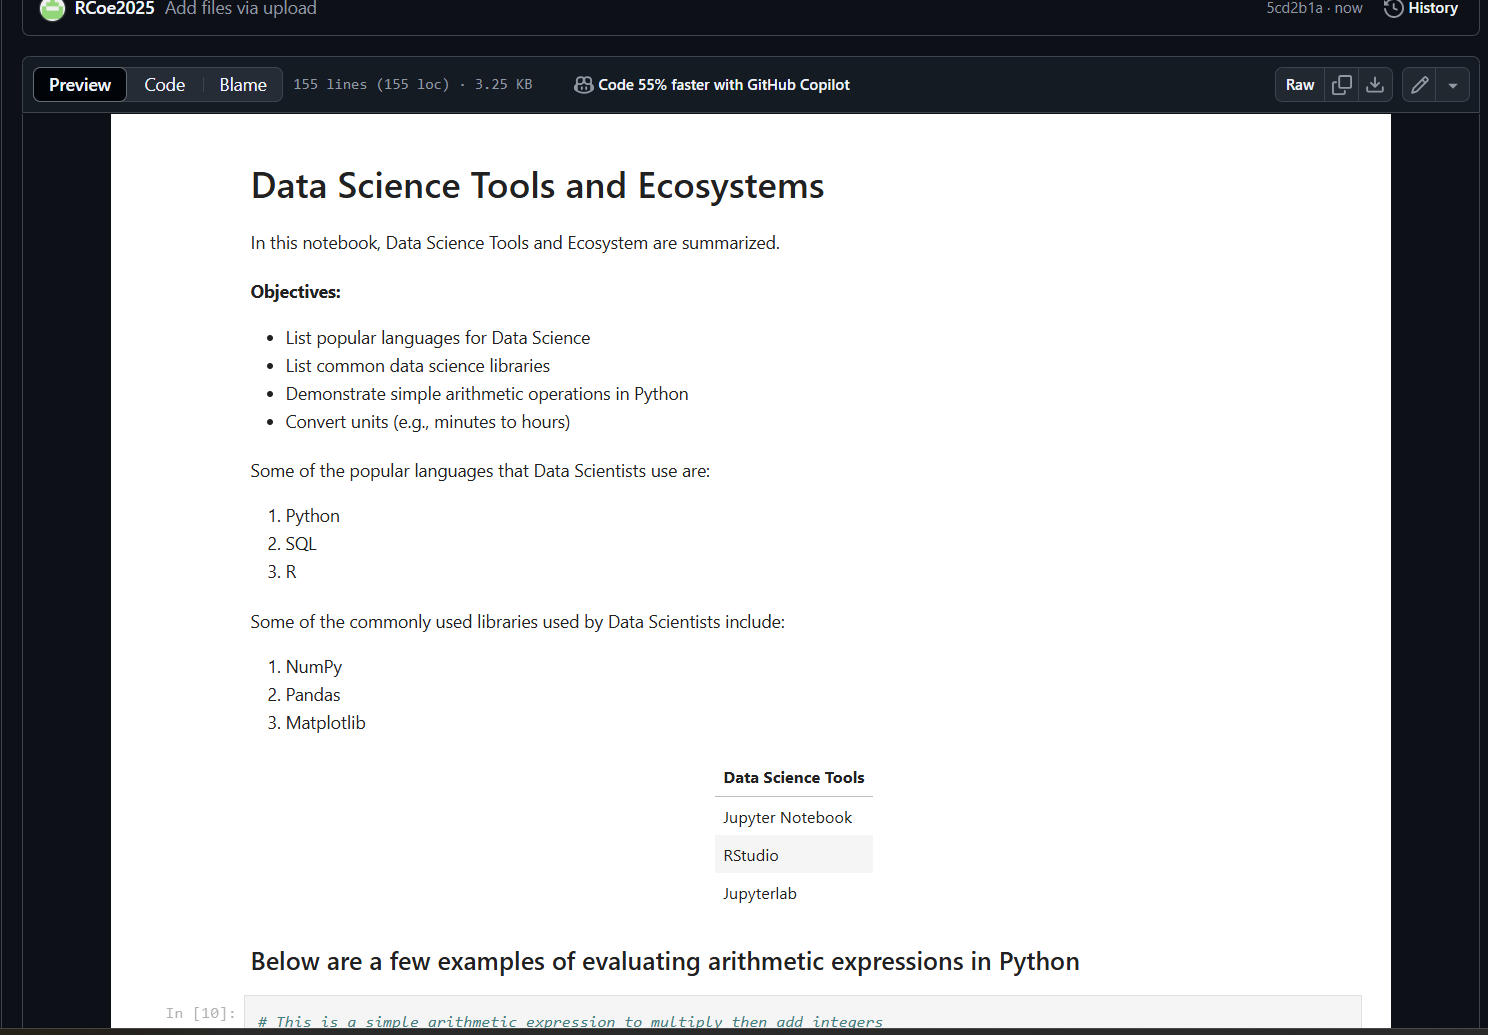 RCoe2025 Add files via upload 5cd2b1a · now History
Preview Code Blame 155 lines (155 loc) · 3.25 KB Code 55% faster with GitHub Copilot Raw
Data Science Tools and Ecosystems
In this notebook, Data Science Tools and Ecosystem are summarized.
Objectives:
• List popular languages for Data Science
• List common data science libraries
• Demonstrate simple arithmetic operations in Python
• Convert units (e.g., minutes to hours)
Some of the popular languages that Data Scientists use are:
1. Python
2. SQL
3. R
Some of the commonly used libraries used by Data Scientists include:
1. NumPy
2. Pandas
3. Matplotlib
Data Science Tools
Jupyter Notebook
RStudio
Jupyterlab
Below are a few examples of evaluating arithmetic expressions in Python
In [10]: # This is a simple arithmetic expression to multiply then add integers